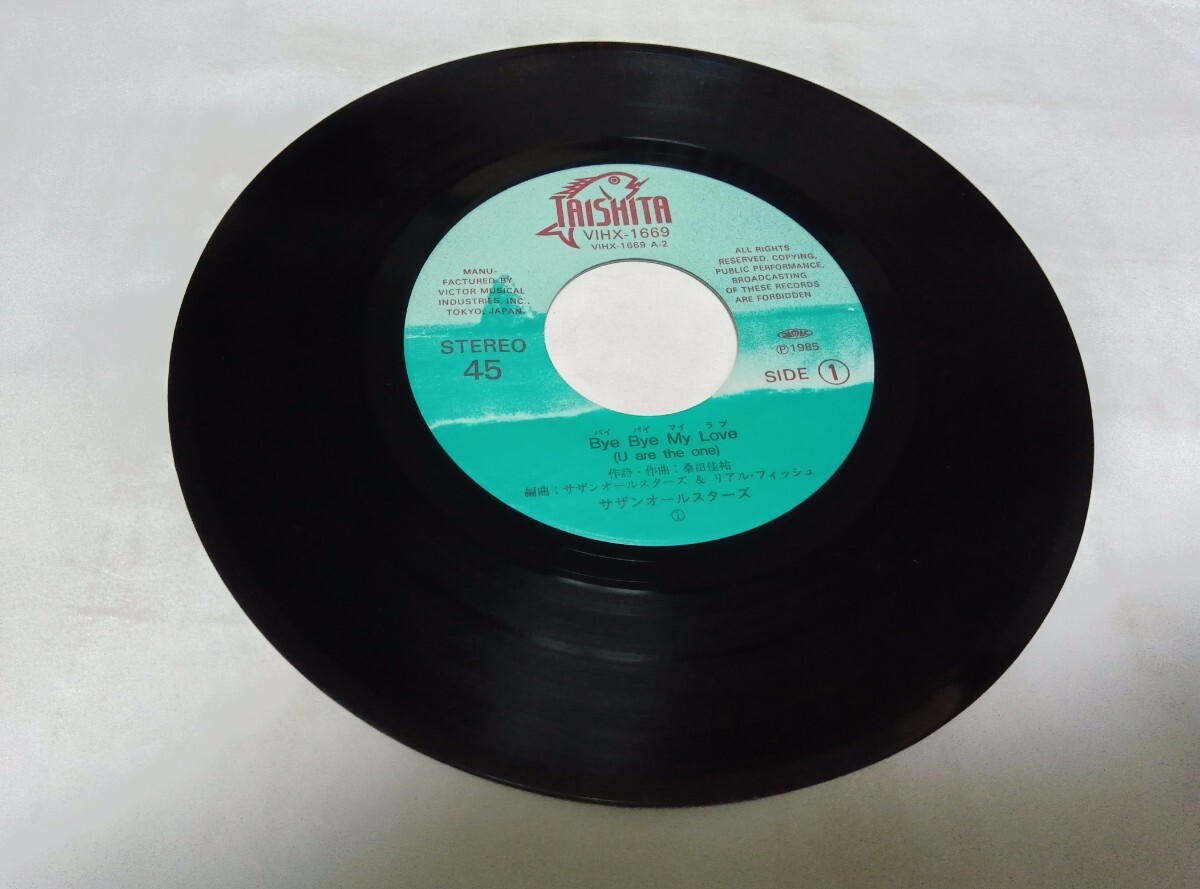 TAISHITA
VIHX-1669
VIHX-1669 A-2
MANU-
FACTURED BY
VICTOR MUSICAL
INDUSTRIES, INC.,
TOKYO, JAPAN.
ALL RIGHTS
RESERVED, COPYING,
PUBLIC PERFORMANCE,
BROADCASTING
OF THESE RECORDS
ARE FORBIDDEN
STEREO
45
JASRAC
Ⓟ1985
SIDE ①
バイ バイ マイ ラブ
Bye Bye My Love
(U are the one)
作詩・作曲：桑田佳祐
編曲：サザンオールスターズ & リアル・フィッシュ
サザンオールスターズ
①